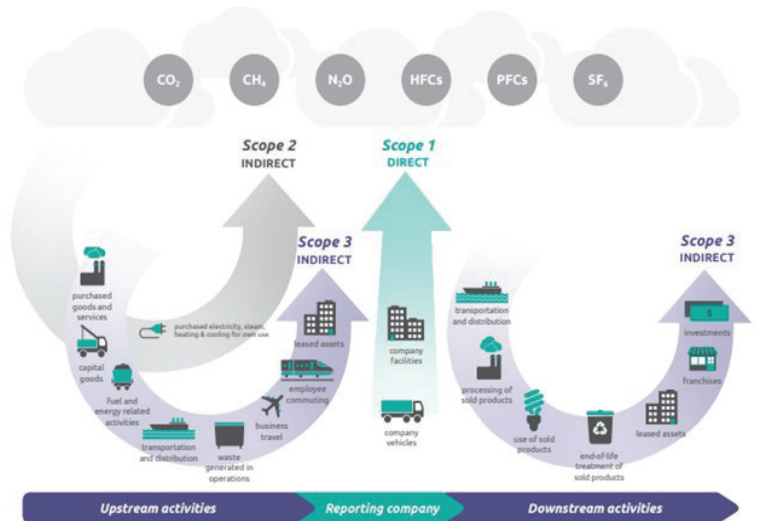 CO₂
CH₄
N₂O
HFCs
PFCs
SF₆
Scope 2
INDIRECT
Scope 1
DIRECT
Scope 3
INDIRECT
Scope 3
INDIRECT
purchased
goods and
services
capital
goods
fuel and
energy related
activities
transportation
and distribution
waste
generated in
operations
business
travel
employee
commuting
leased assets
purchased electricity, steam,
heating & cooling for own use
company
facilities
company
vehicles
transportation
and distribution
processing of
sold products
use of sold
products
end-of-life
treatment of
sold products
leased assets
franchises
investments
$
Upstream activities
Reporting company
Downstream activities